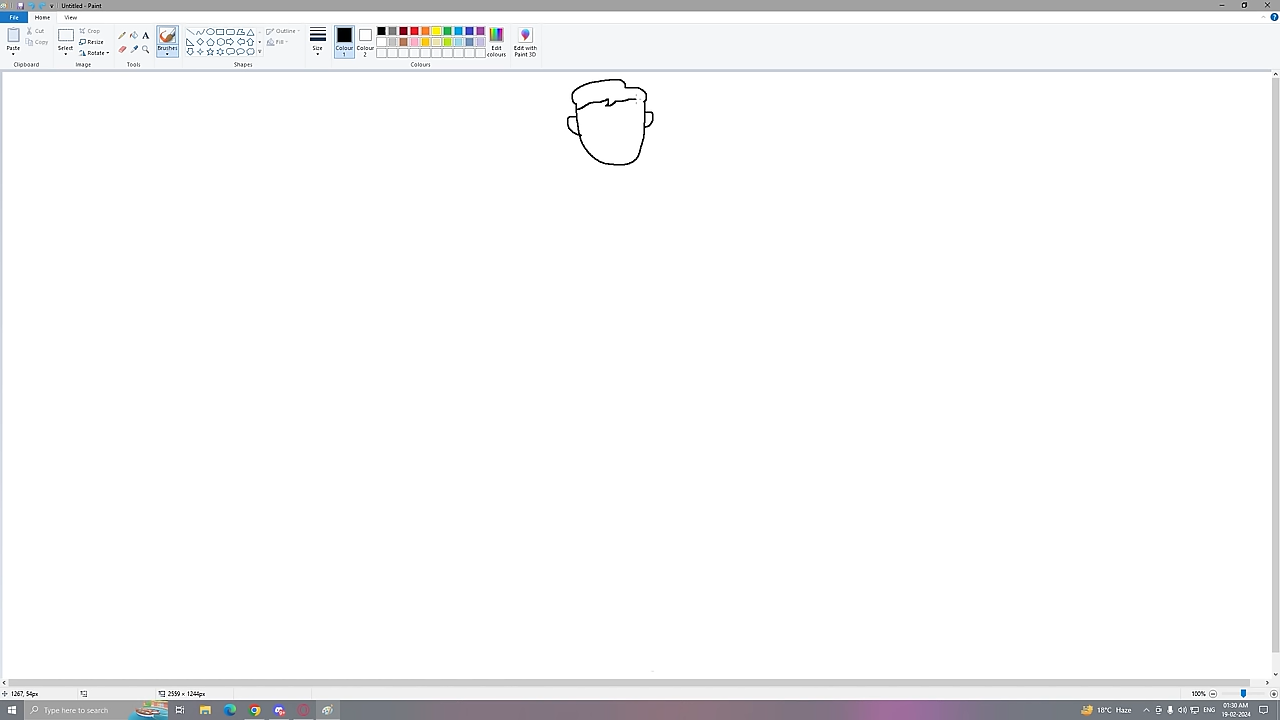 Untitled - Paint
File
Home
View
Paste
Cut
Copy
Clipboard
Select
Crop
Resize
Rotate
Image
Tools
Brushes
Shapes
Outline
Fill
Size
Colour 1
Colour 2
Colours
Edit colours
Edit with Paint 3D
1267, 54px
2559 × 1244px
100%
Type here to search
18°C Haze
ENG
01:30 AM
19-02-2024